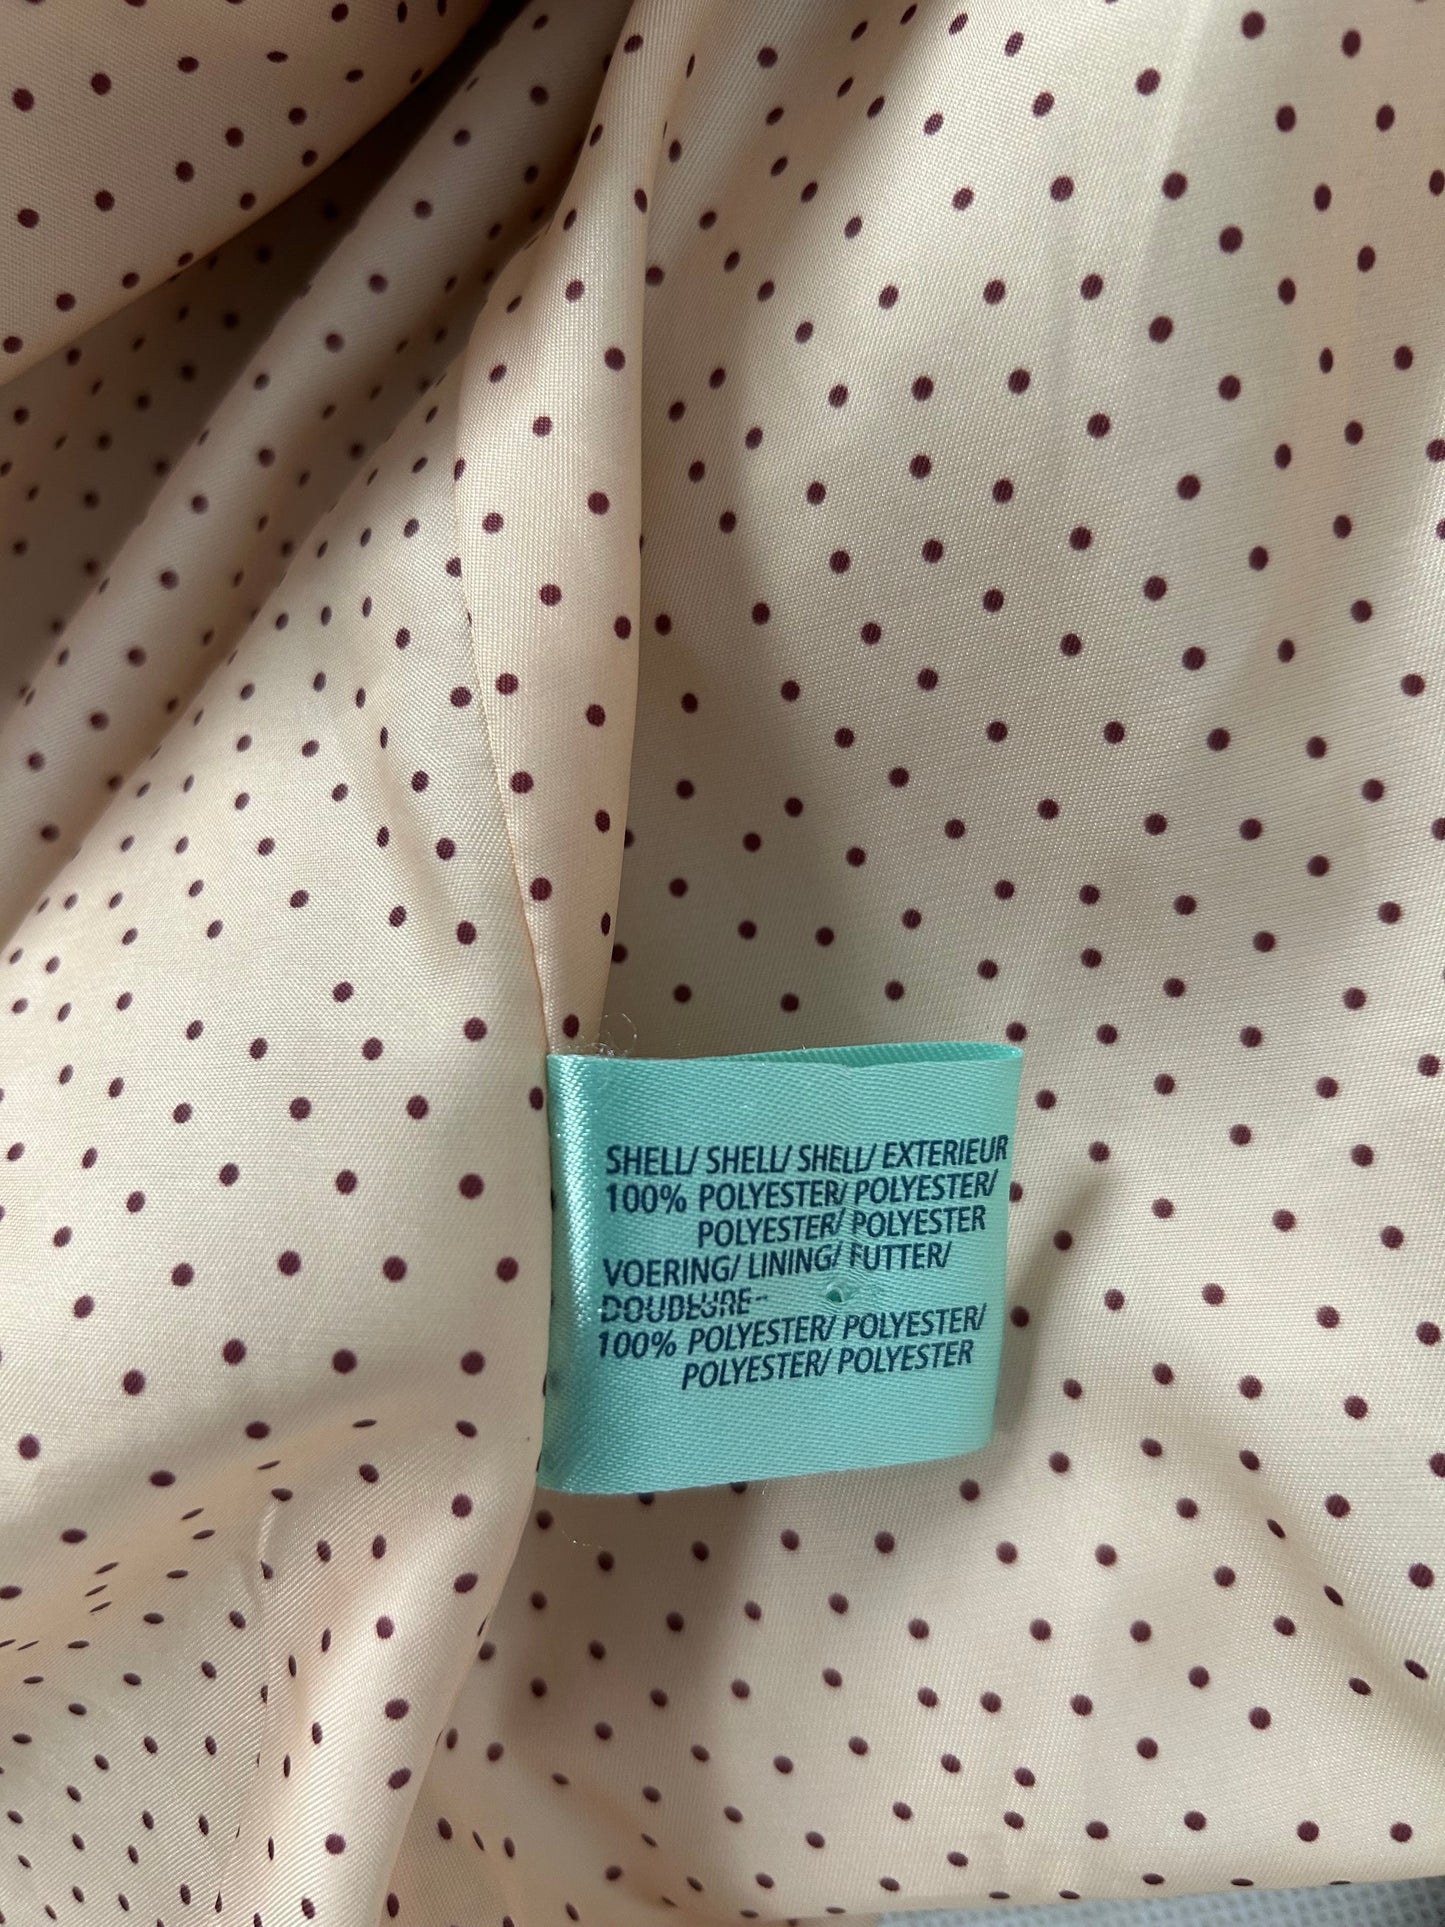 SHELL/ SHELL/ SHELL/ EXTERIEUR
100% POLYESTER/ POLYESTER/
POLYESTER/ POLYESTER
VOERING/ LINING/ FUTTER/
DOUBLURE
100% POLYESTER/ POLYESTER/
POLYESTER/ POLYESTER